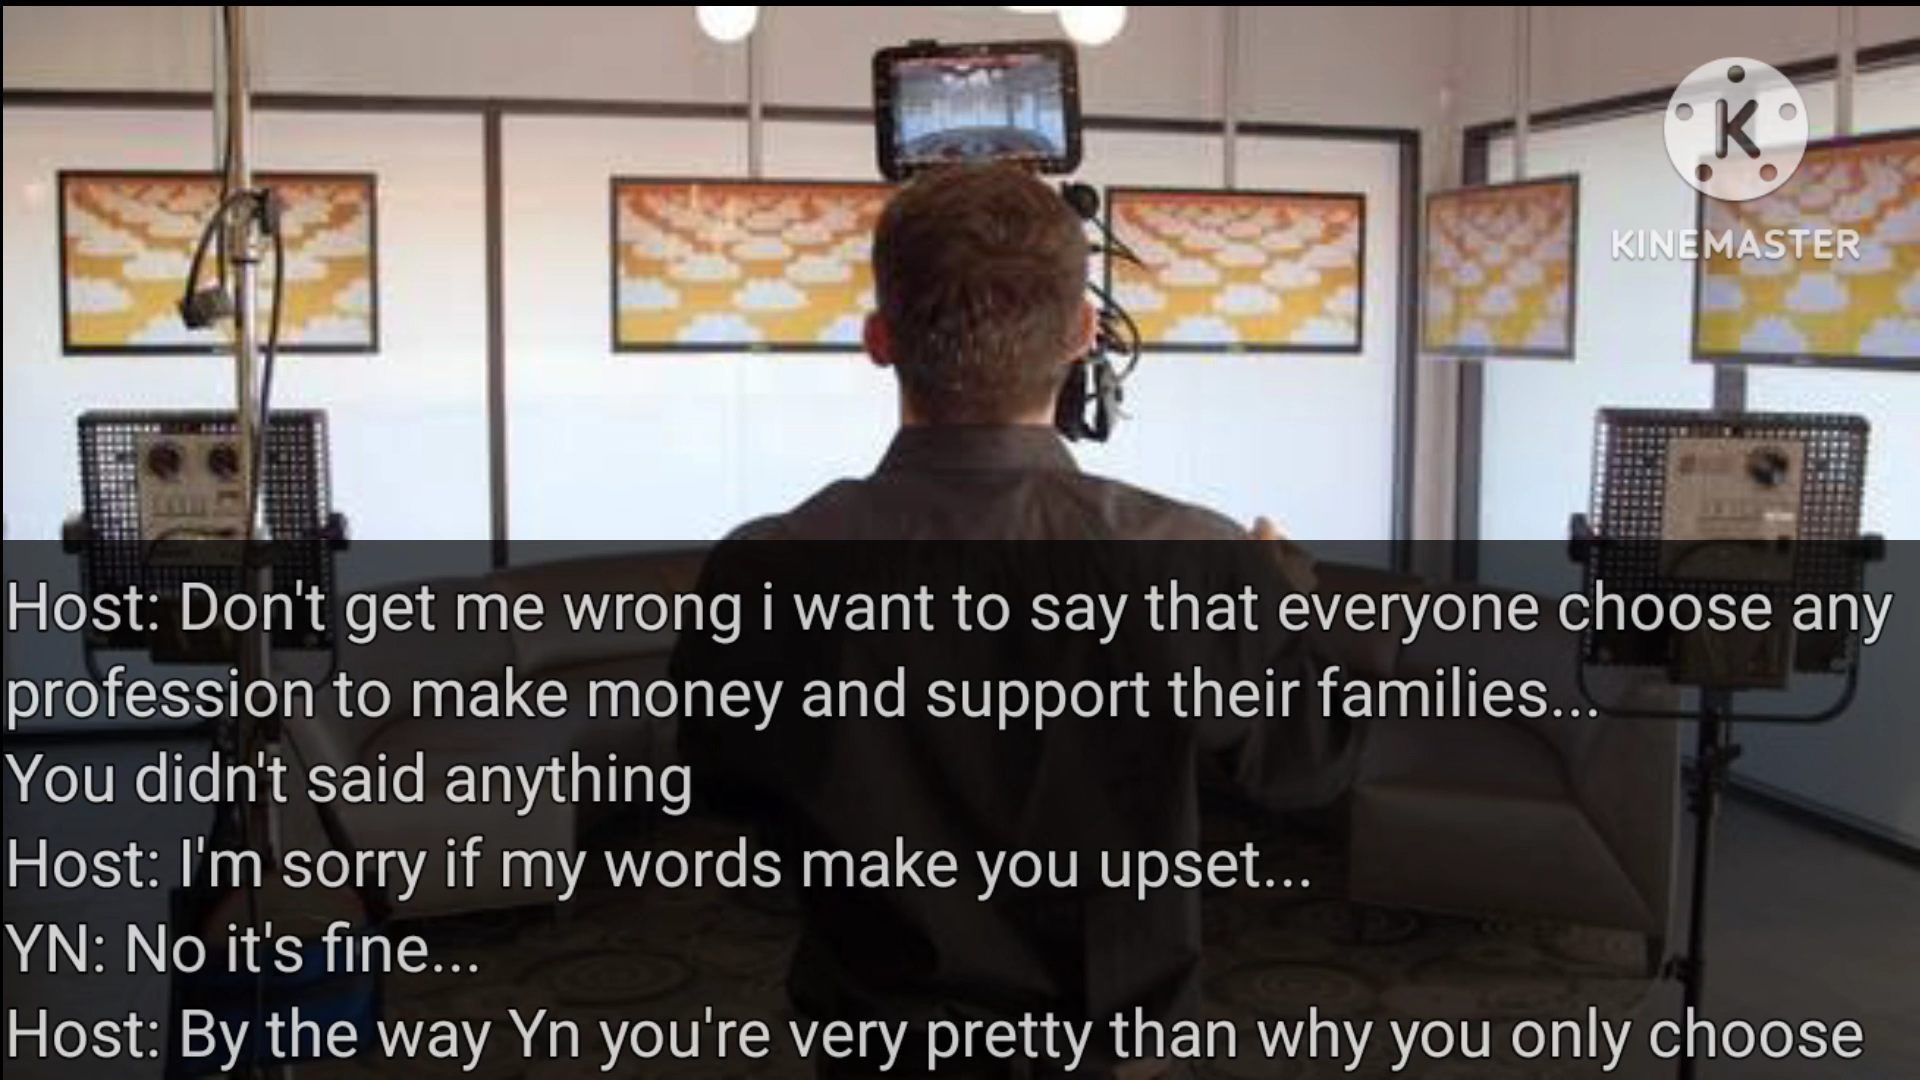 K
KINEMASTER
Host: Don't get me wrong i want to say that everyone choose any
profession to make money and support their families...
You didn't said anything
Host: I'm sorry if my words make you upset...
YN: No it's fine...
Host: By the way Yn you're very pretty than why you only choose